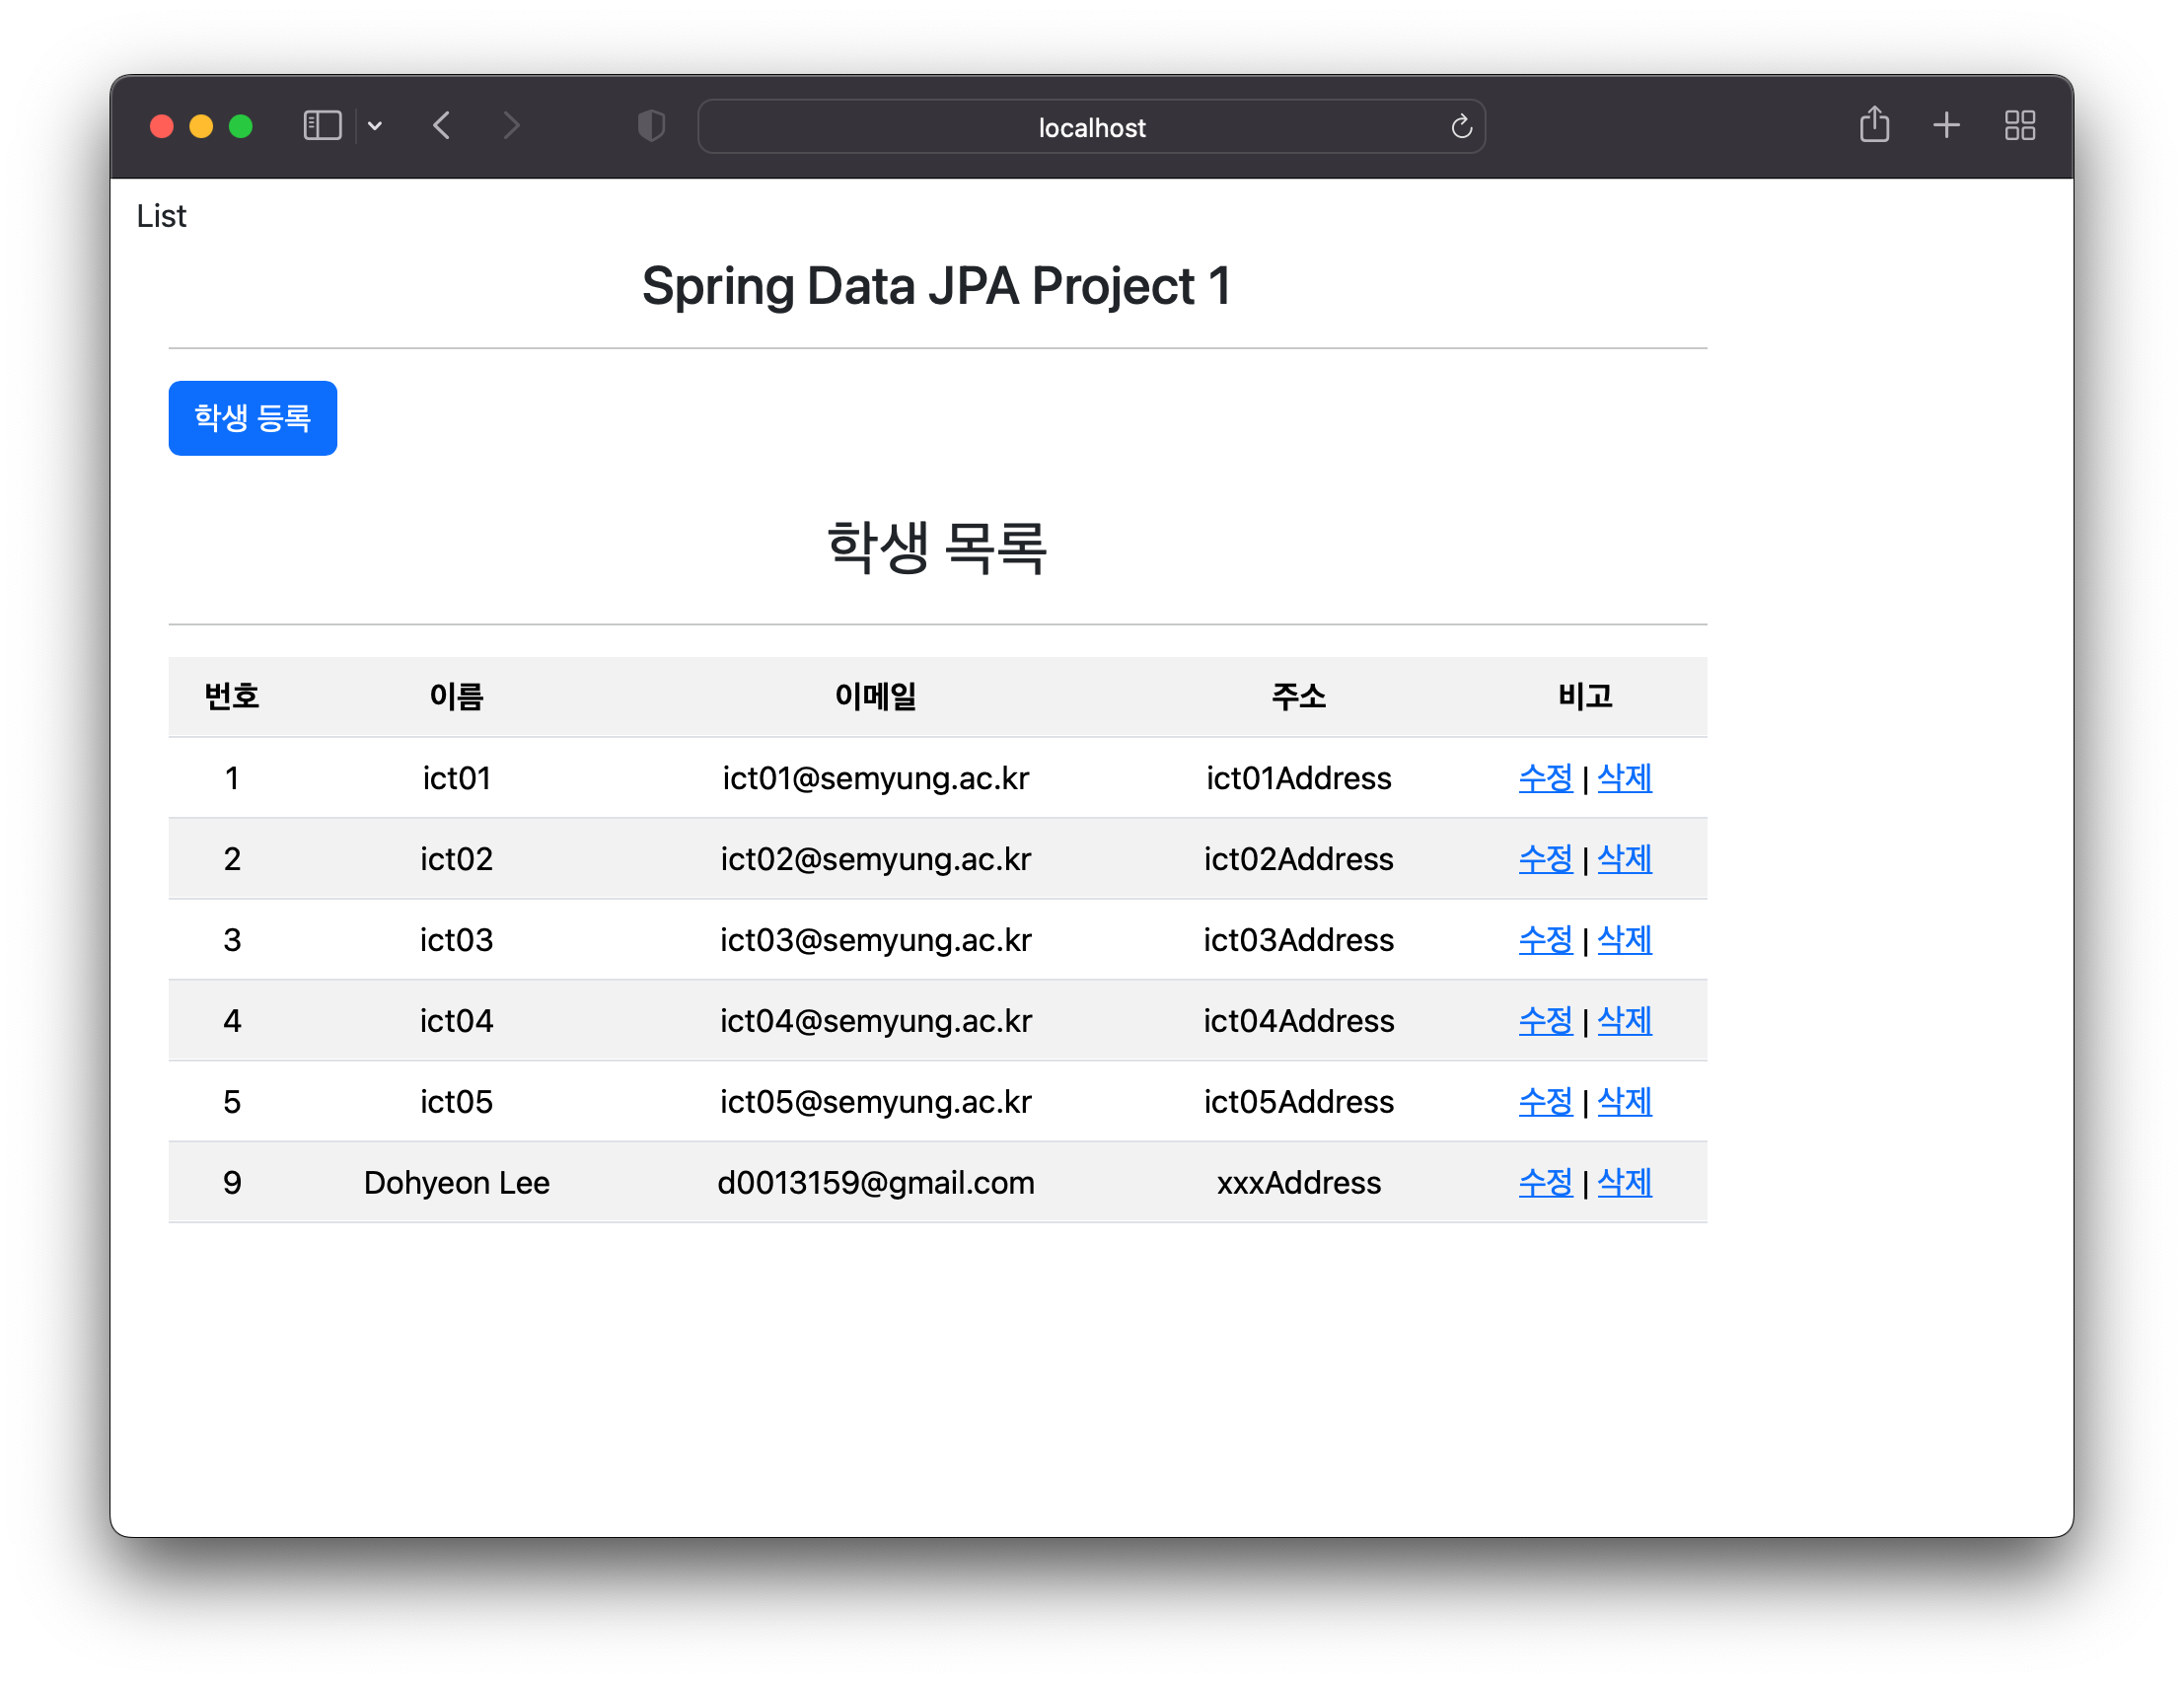 localhost
List
Spring Data JPA Project 1
학생 등록
학생 목록
번호 이름 이메일 주소 비고
1 ict01 ict01@semyung.ac.kr ict01Address 수정 | 삭제
2 ict02 ict02@semyung.ac.kr ict02Address 수정 | 삭제
3 ict03 ict03@semyung.ac.kr ict03Address 수정 | 삭제
4 ict04 ict04@semyung.ac.kr ict04Address 수정 | 삭제
5 ict05 ict05@semyung.ac.kr ict05Address 수정 | 삭제
9 Dohyeon Lee d0013159@gmail.com xxxAddress 수정 | 삭제